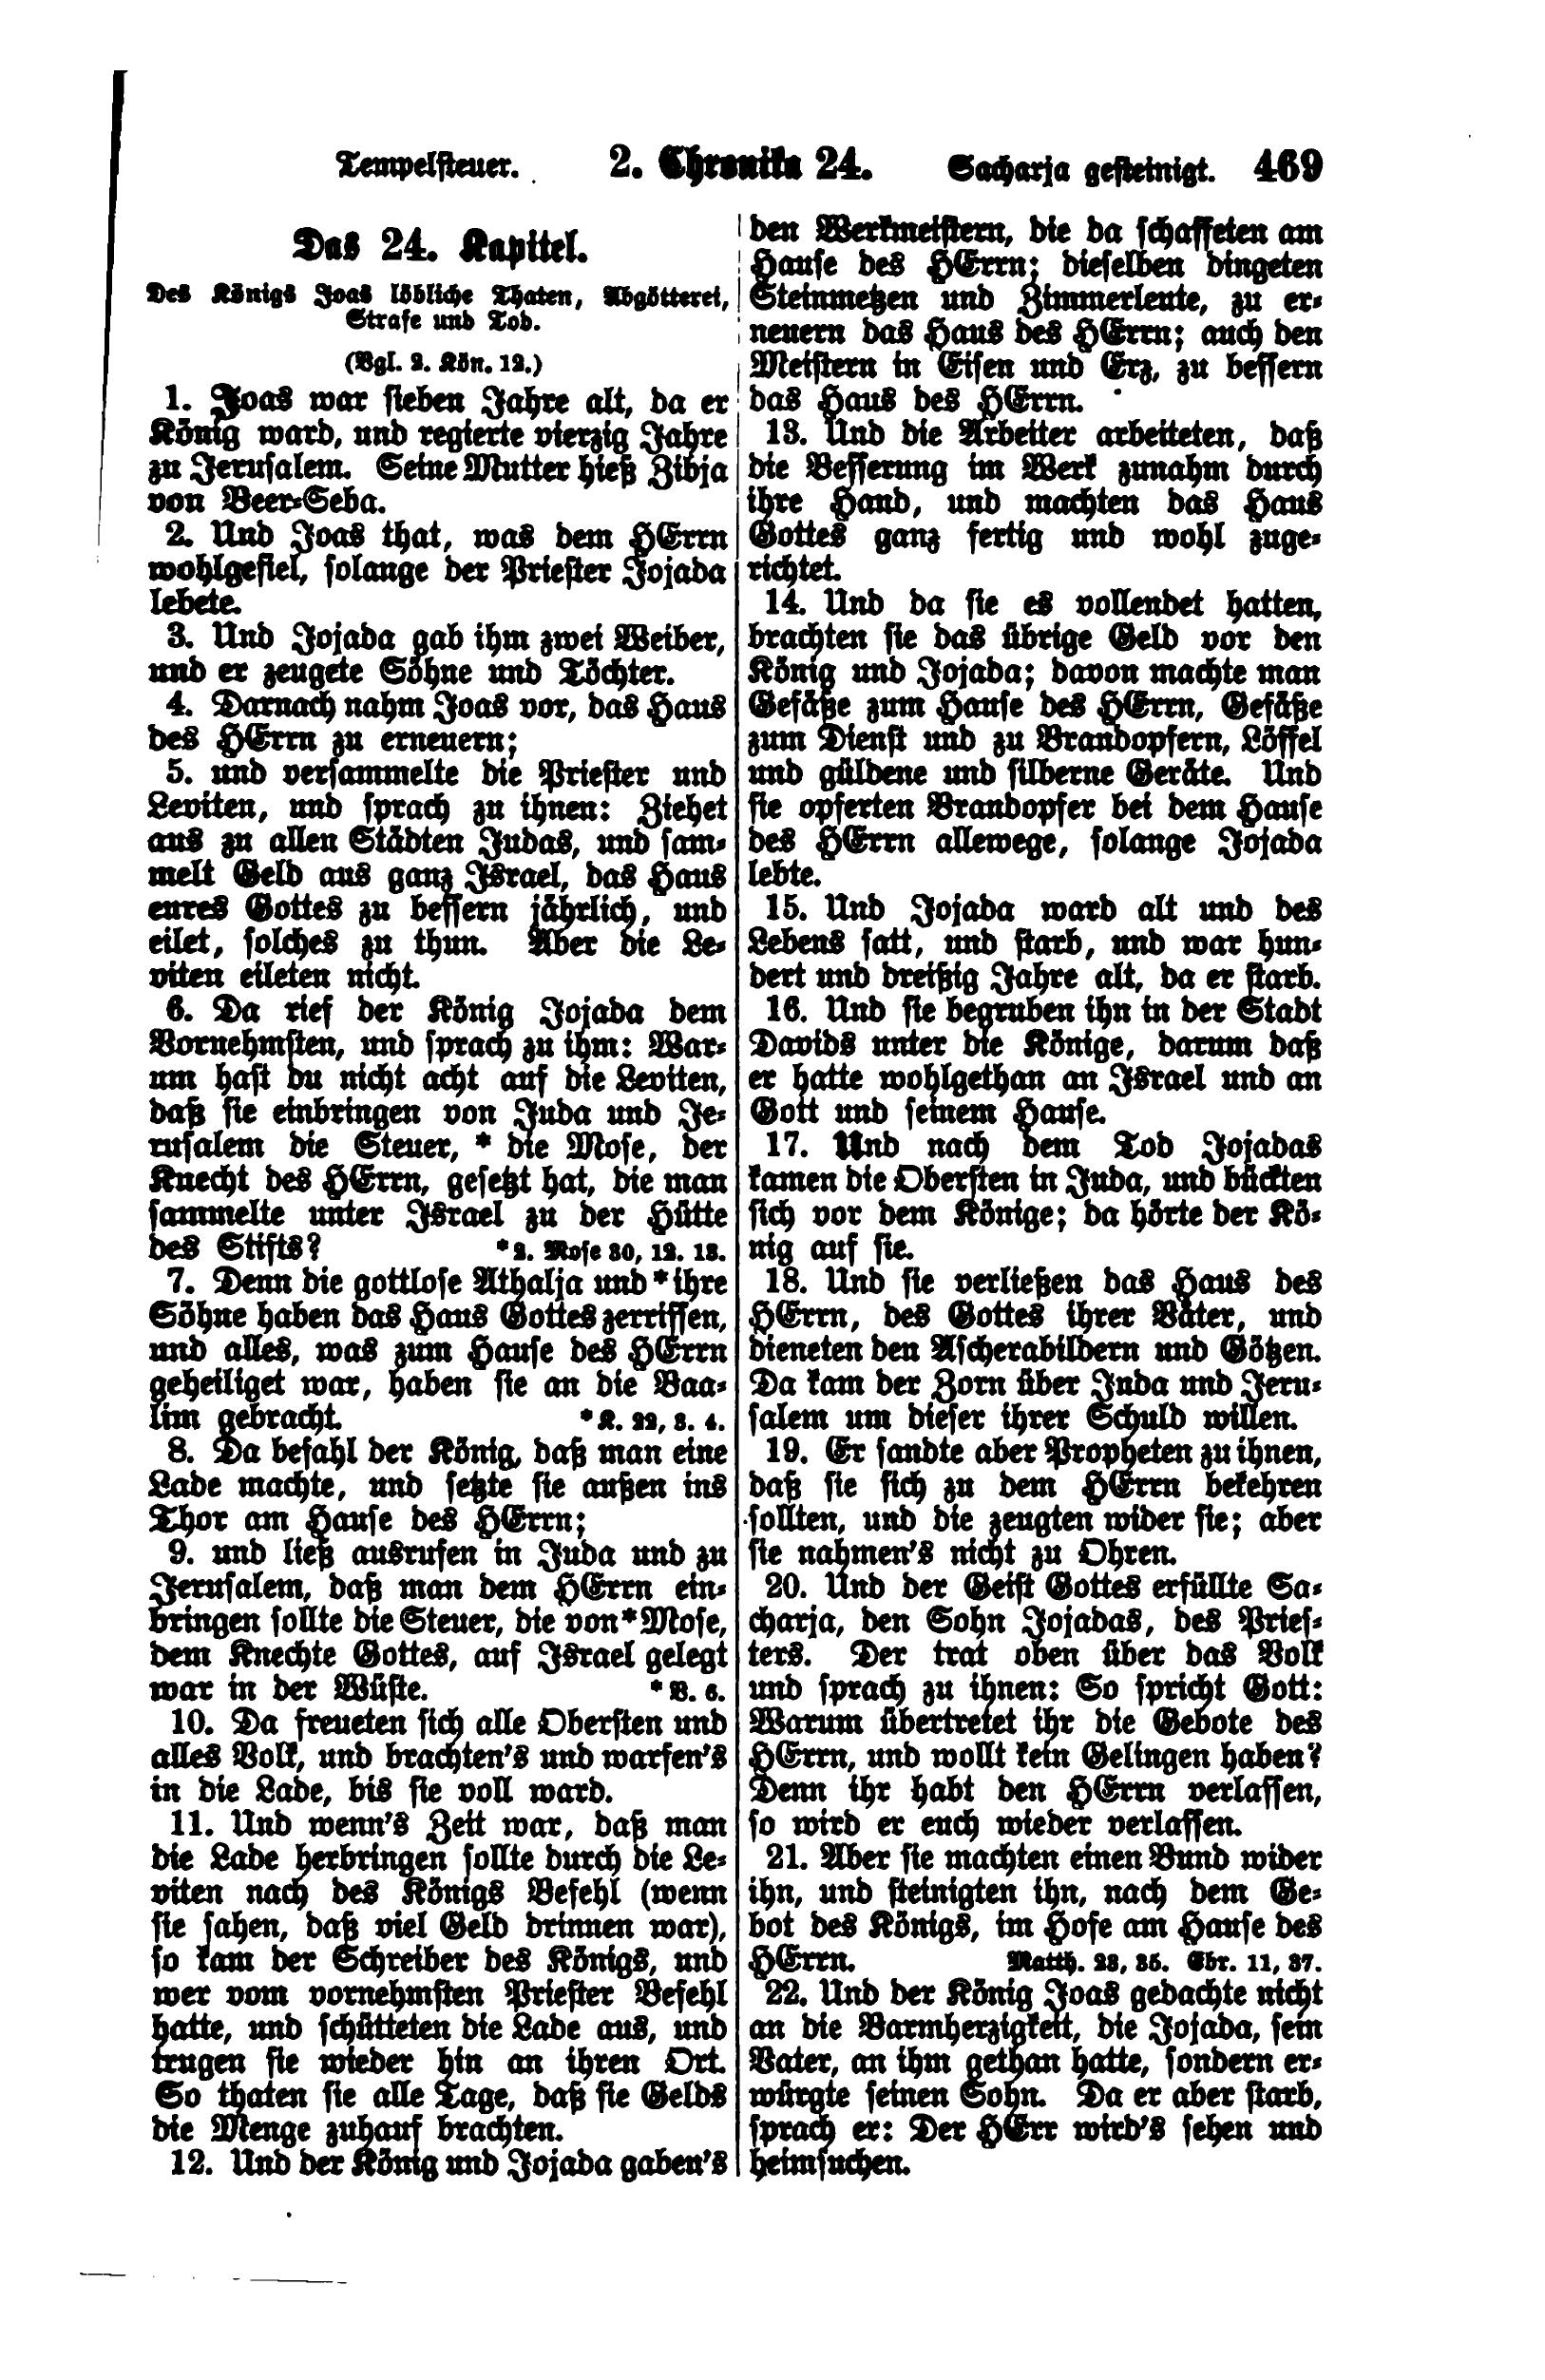 Tempelsteuer. 2. Chronika 24. Sacharja gesteinigt. 469
Das 24. Kapitel.
Des Königs Joas löbliche Thaten, Abgötterei,
Strafe und Tod.
(Vgl. 2. Kön. 12.)
1. Joas war sieben Jahre alt, da er
König ward, und regierte vierzig Jahre
zu Jerusalem. Seine Mutter hieß Zibja
von Beer-Seba.
2. Und Joas that, was dem HErrn
wohlgefiel, solange der Priester Jojada
lebete.
3. Und Jojada gab ihm zwei Weiber,
und er zeugete Söhne und Töchter.
4. Darnach nahm Joas vor, das Haus
des HErrn zu erneuern;
5. und versammelte die Priester und
Leviten, und sprach zu ihnen: Ziehet
aus zu allen Städten Judas, und sam-
melt Geld aus ganz Israel, das Haus
eures Gottes zu bessern jährlich, und
eilet, solches zu thun. Aber die Le-
viten eileten nicht.
6. Da rief der König Jojada dem
Vornehmsten, und sprach zu ihm: War-
um hast du nicht acht auf die Leviten,
daß sie einbringen von Juda und Je-
rusalem die Steuer, * die Mose, der
Knecht des HErrn, gesetzt hat, die man
sammelte unter Israel zu der Hütte
des Stifts? *2. Mose 30, 12. 13.
7. Denn die gottlose Athalja und *ihre
Söhne haben das Haus Gottes zerrissen,
und alles, was zum Hause des HErrn
geheiliget war, haben sie an die Baa-
lim gebracht. *K. 22, 3. 4.
8. Da befahl der König, daß man eine
Lade machte, und setzte sie außen ins
Thor am Hause des HErrn;
9. und ließ ausrufen in Juda und zu
Jerusalem, daß man dem HErrn ein-
bringen sollte die Steuer, die von *Mose,
dem Knechte Gottes, auf Israel gelegt
war in der Wüste. *V. 6.
10. Da freueten sich alle Obersten und
alles Volk, und brachten's und warfen's
in die Lade, bis sie voll ward.
11. Und wenn's Zeit war, daß man
die Lade herbringen sollte durch die Le-
viten nach des Königs Befehl (wenn
sie sahen, daß viel Geld drinnen war),
so kam der Schreiber des Königs, und
wer vom vornehmsten Priester Befehl
hatte, und schütteten die Lade aus, und
trugen sie wieder hin an ihren Ort.
So thaten sie alle Tage, daß sie Gelds
die Menge zuhauf brachten.
12. Und der König und Jojada gaben's
den Werkmeistern, die da schaffeten am
Hause des HErrn; dieselben dingeten
Steinmetzen und Zimmerleute, zu er-
neuern das Haus des HErrn; auch den
Meistern in Eisen und Erz, zu bessern
das Haus des HErrn.
13. Und die Arbeiter arbeiteten, daß
die Besserung im Werk zunahm durch
ihre Hand, und machten das Haus
Gottes ganz fertig und wohl zuge-
richtet.
14. Und da sie es vollendet hatten,
brachten sie das übrige Geld vor den
König und Jojada; davon machte man
Gefäße zum Hause des HErrn, Gefäße
zum Dienst und zu Brandopfern, Löffel
und güldene und silberne Geräte. Und
sie opferten Brandopfer bei dem Hause
des HErrn allewege, solange Jojada
lebte.
15. Und Jojada ward alt und des
Lebens satt, und starb, und war hun-
dert und dreißig Jahre alt, da er starb.
16. Und sie begruben ihn in der Stadt
Davids unter die Könige, darum daß
er hatte wohlgethan an Israel und an
Gott und seinem Hause.
17. Und nach dem Tod Jojadas
kamen die Obersten in Juda, und bückten
sich vor dem Könige; da hörte der Kö-
nig auf sie.
18. Und sie verließen das Haus des
HErrn, des Gottes ihrer Väter, und
dieneten den Ascherabildern und Götzen.
Da kam der Zorn über Juda und Jeru-
salem um dieser ihrer Schuld willen.
19. Er sandte aber Propheten zu ihnen,
daß sie sich zu dem HErrn bekehren
sollten, und die zeugten wider sie; aber
sie nahmen's nicht zu Ohren.
20. Und der Geist Gottes erfüllte Sa-
charja, den Sohn Jojadas, des Pries-
ters. Der trat oben über das Volk
und sprach zu ihnen: So spricht Gott:
Warum übertretet ihr die Gebote des
HErrn, und wollt kein Gelingen haben?
Denn ihr habt den HErrn verlassen,
so wird er euch wieder verlassen.
21. Aber sie machten einen Bund wider
ihn, und steinigten ihn, nach dem Ge-
bot des Königs, im Hofe am Hause des
HErrn. Matth. 23, 35. Ebr. 11, 37.
22. Und der König Joas gedachte nicht
an die Barmherzigkeit, die Jojada, sein
Vater, an ihm gethan hatte, sondern er-
würgte seinen Sohn. Da er aber starb,
sprach er: Der HErr wird's sehen und
heimsuchen.